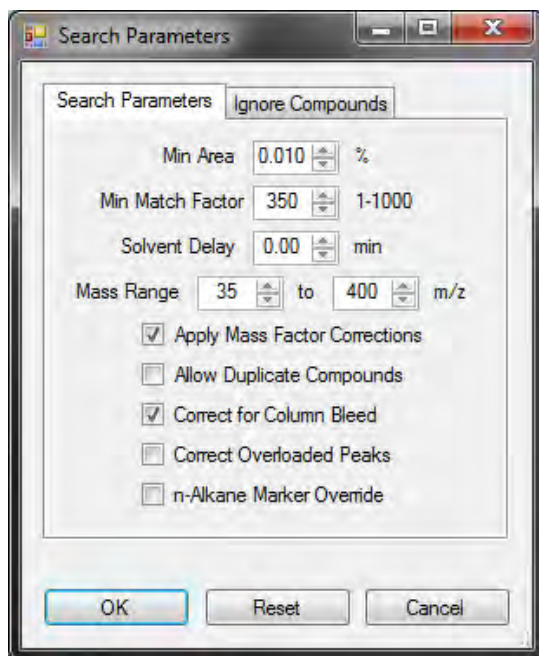 Search Parameters
Search Parameters Ignore Compounds
Min Area 0.010 %
Min Match Factor 350 1-1000
Solvent Delay 0.00 min
Mass Range 35 to 400 m/z
Apply Mass Factor Corrections
Allow Duplicate Compounds
Correct for Column Bleed
Correct Overloaded Peaks
n-Alkane Marker Override
OK Reset Cancel